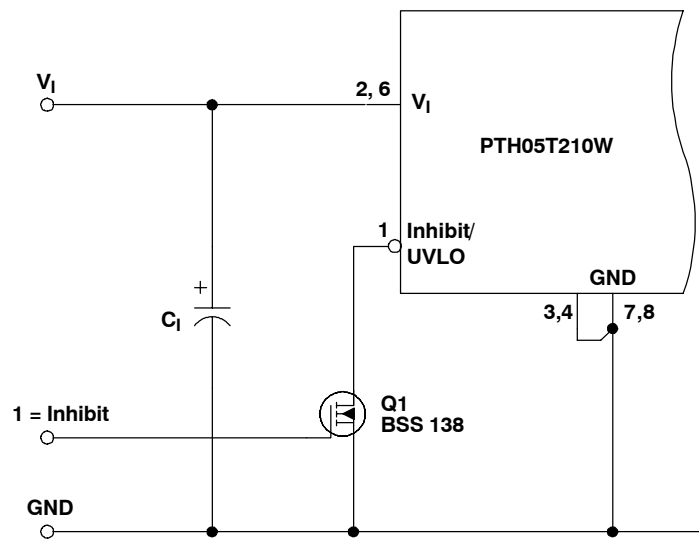 VI
2, 6
VI
PTH05T210W
1
Inhibit/
UVLO
GND
3,4
7,8
+
CI
Q1
BSS 138
1 = Inhibit
GND